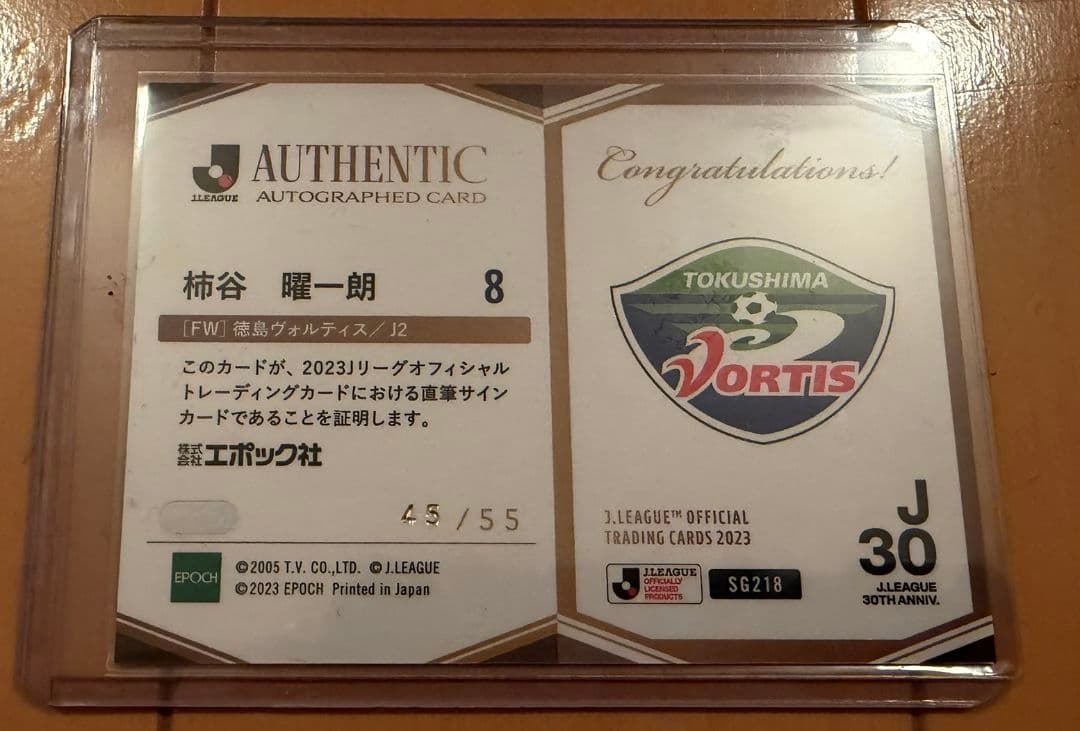 J.LEAGUE
AUTHENTIC
AUTOGRAPHED CARD
柿谷 曜一朗 8
[FW] 徳島ヴォルティス/J2
このカードが、2023Jリーグオフィシャル
トレーディングカードにおける直筆サイン
カードであることを証明します。
株式会社エポック社
45/55
EPOCH
©2005 T.V. CO.,LTD. ©J.LEAGUE
©2023 EPOCH Printed in Japan
Congratulations!
TOKUSHIMA
VORTIS
J.LEAGUE™ OFFICIAL
TRADING CARDS 2023
J.LEAGUE
OFFICIALLY
LICENSED
PRODUCTS
SG218
J
30
J.LEAGUE
30TH ANNIV.